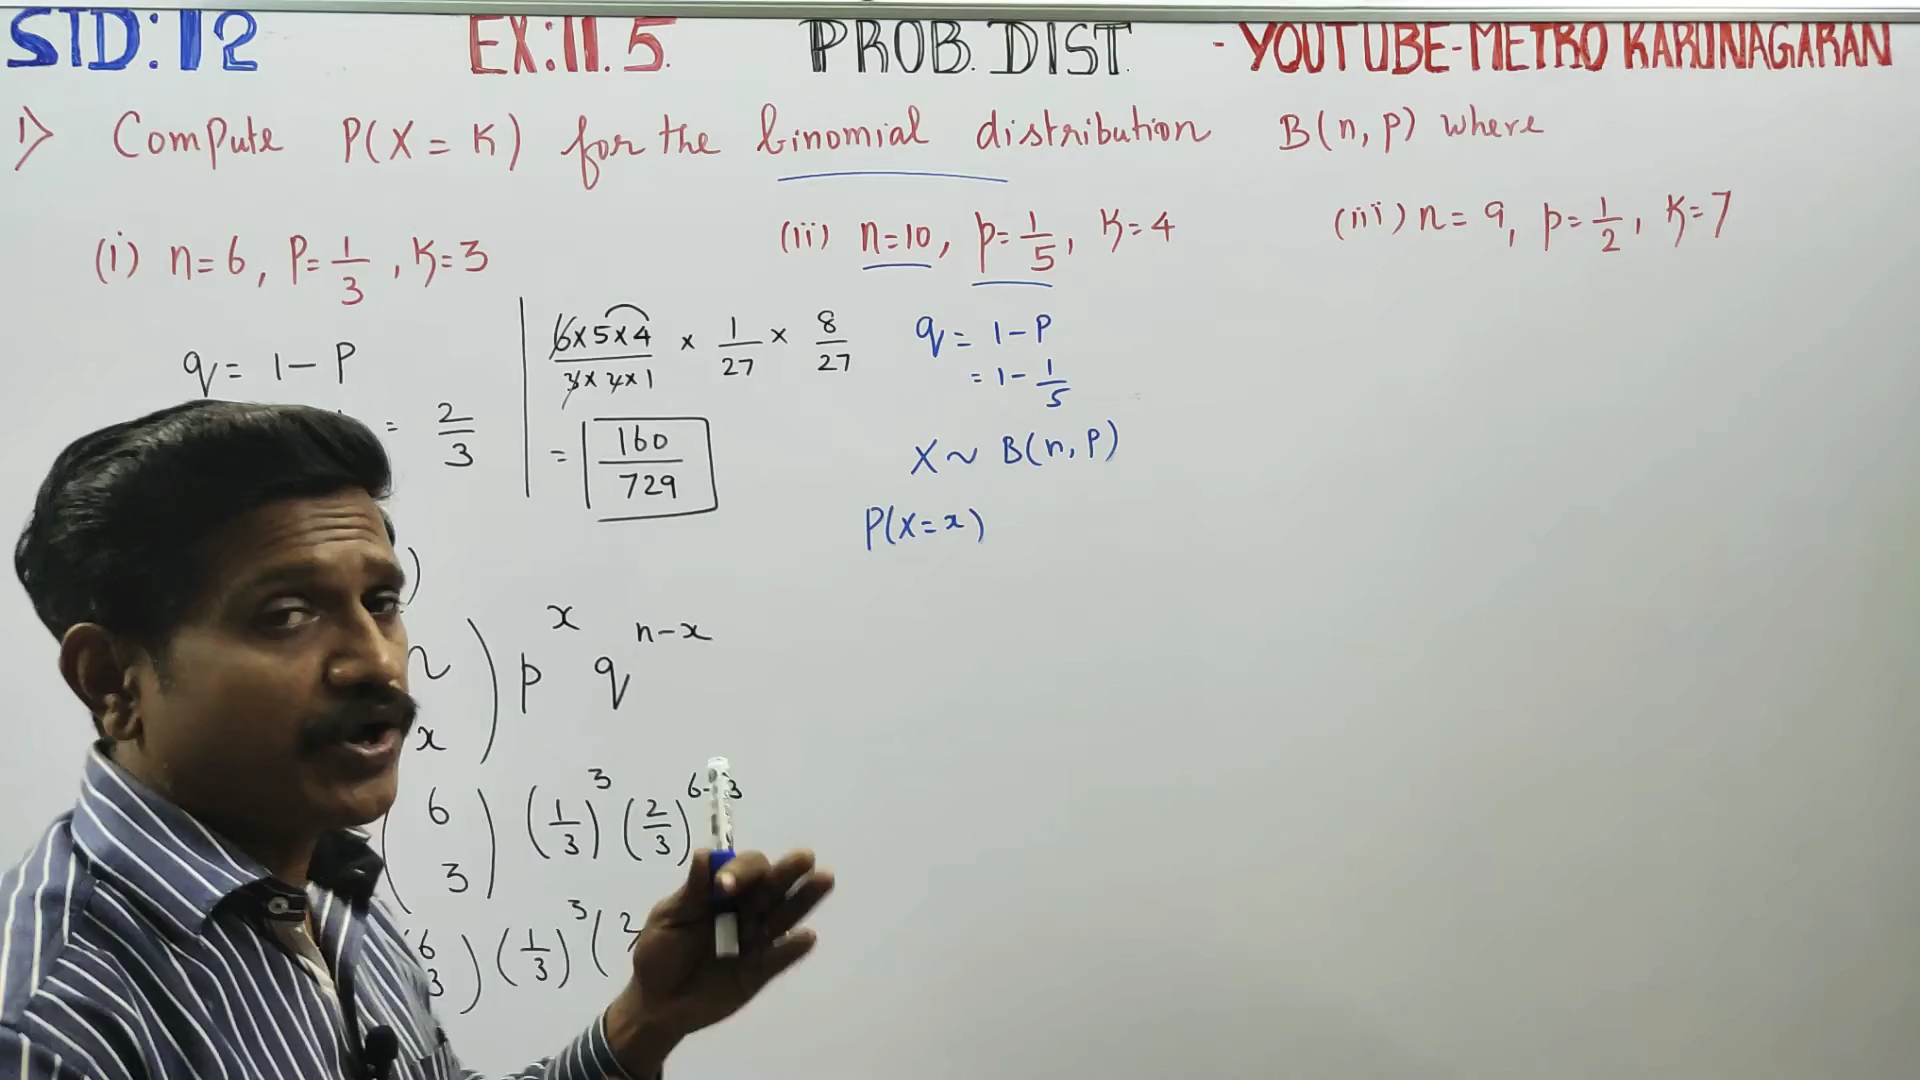 STD:12 EX:11.5. PROB. DIST. - YOUTUBE-METRO KARUNAGARAN
1) Compute P(X = K) for the binomial distribution B(n, p) where
(i) n=6, P=1/3, K=3
(ii) n=10, p=1/5, K=4
(iii) n=9, p=1/2, K=7
q = 1 - P
= 2/3
6x5x4/3x2x1 x 1/27 x 8/27
= 160/729
)
n
x ) p^x q^(n-x)
(6
3) (1/3)^3 (2/3)^(6-3)
(6
3) (1/3)^3 (2
q = 1 - P
= 1 - 1/5
X ~ B(n, P)
P(X=x)